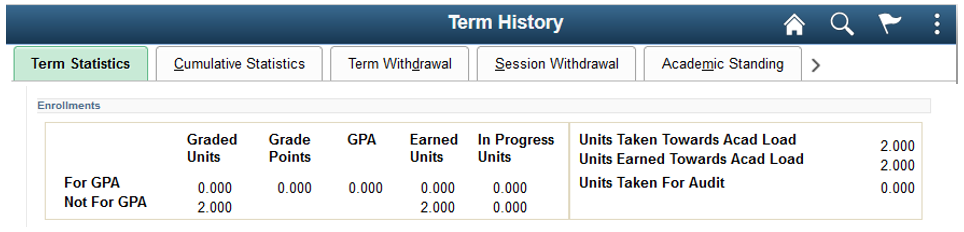 Term History
Term Statistics Cumulative Statistics Term Withdrawal Session Withdrawal Academic Standing
Enrollments
Graded Units Grade Points GPA Earned Units In Progress Units
For GPA 0.000 0.000 0.000 0.000 0.000
Not For GPA 2.000 2.000 0.000
Units Taken Towards Acad Load 2.000
Units Earned Towards Acad Load 2.000
Units Taken For Audit 0.000